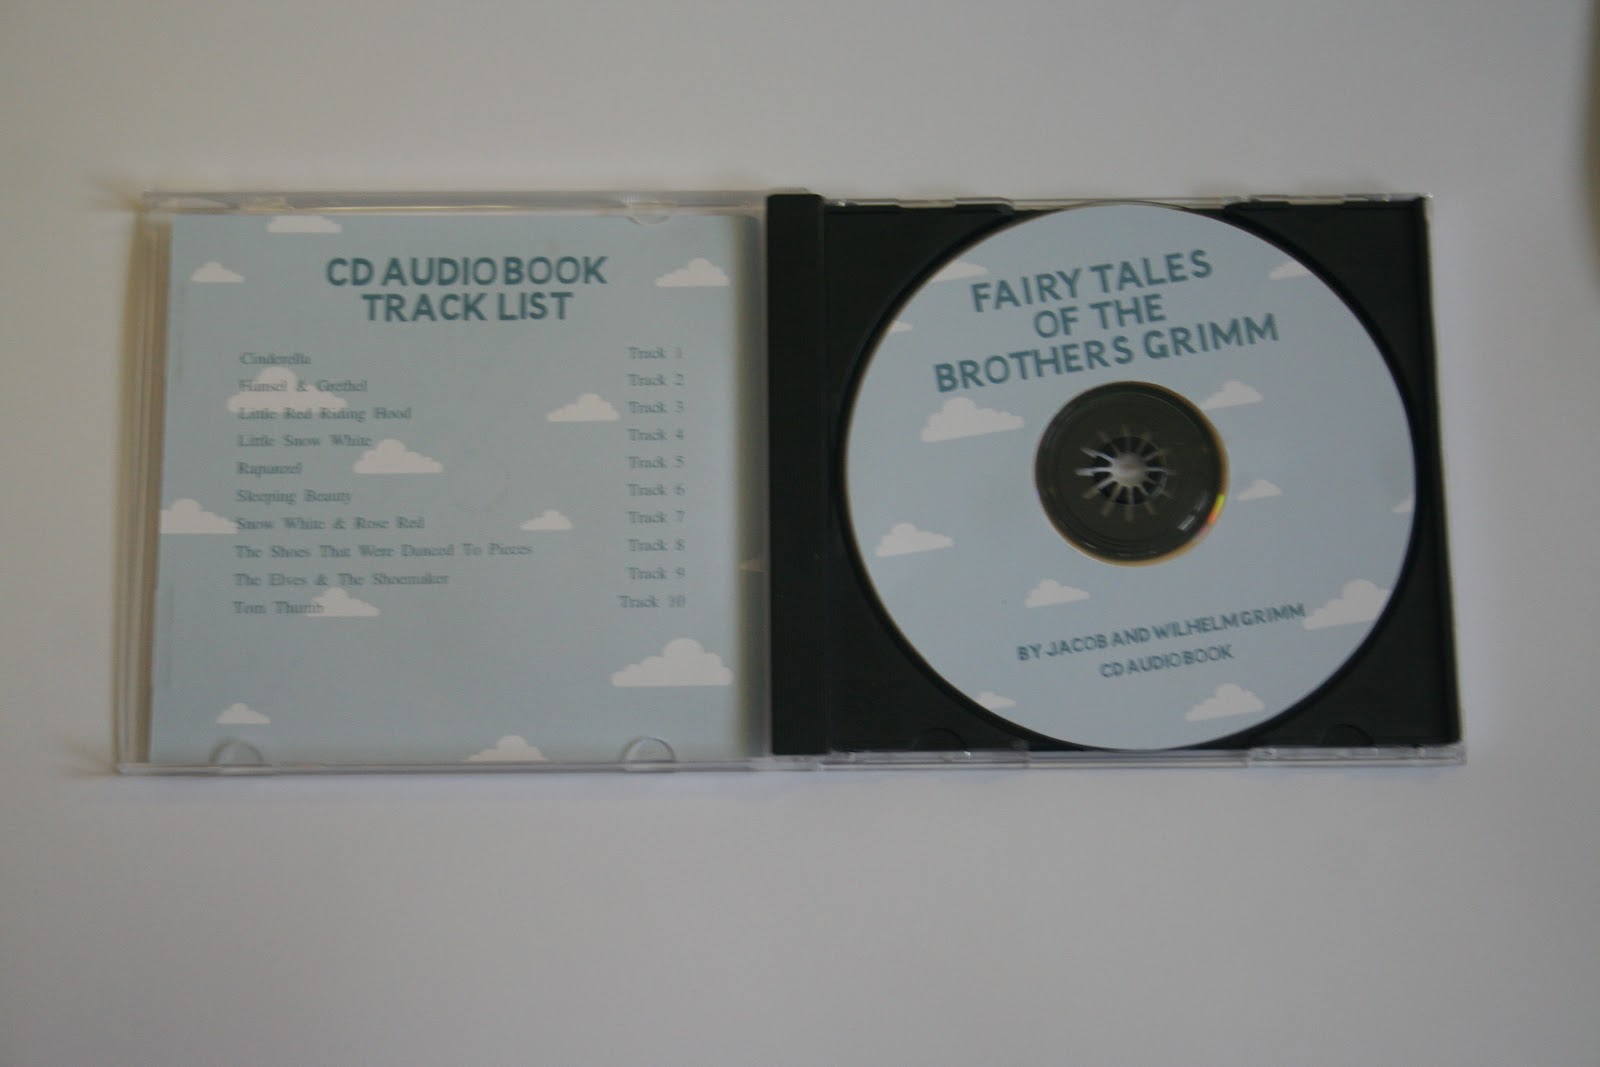 CD AUDIO BOOK
TRACK LIST
Cinderella Track 1
Hansel & Grethel Track 2
Little Red Riding Hood Track 3
Little Snow White Track 4
Rapunzel Track 5
Sleeping Beauty Track 6
Snow White & Rose Red Track 7
The Shoes That Were Danced To Pieces Track 8
The Elves & The Shoemaker Track 9
Tom Thumb Track 10
FAIRY TALES
OF THE
BROTHERS GRIMM
BY JACOB AND WILHELM GRIMM
CD AUDIO BOOK